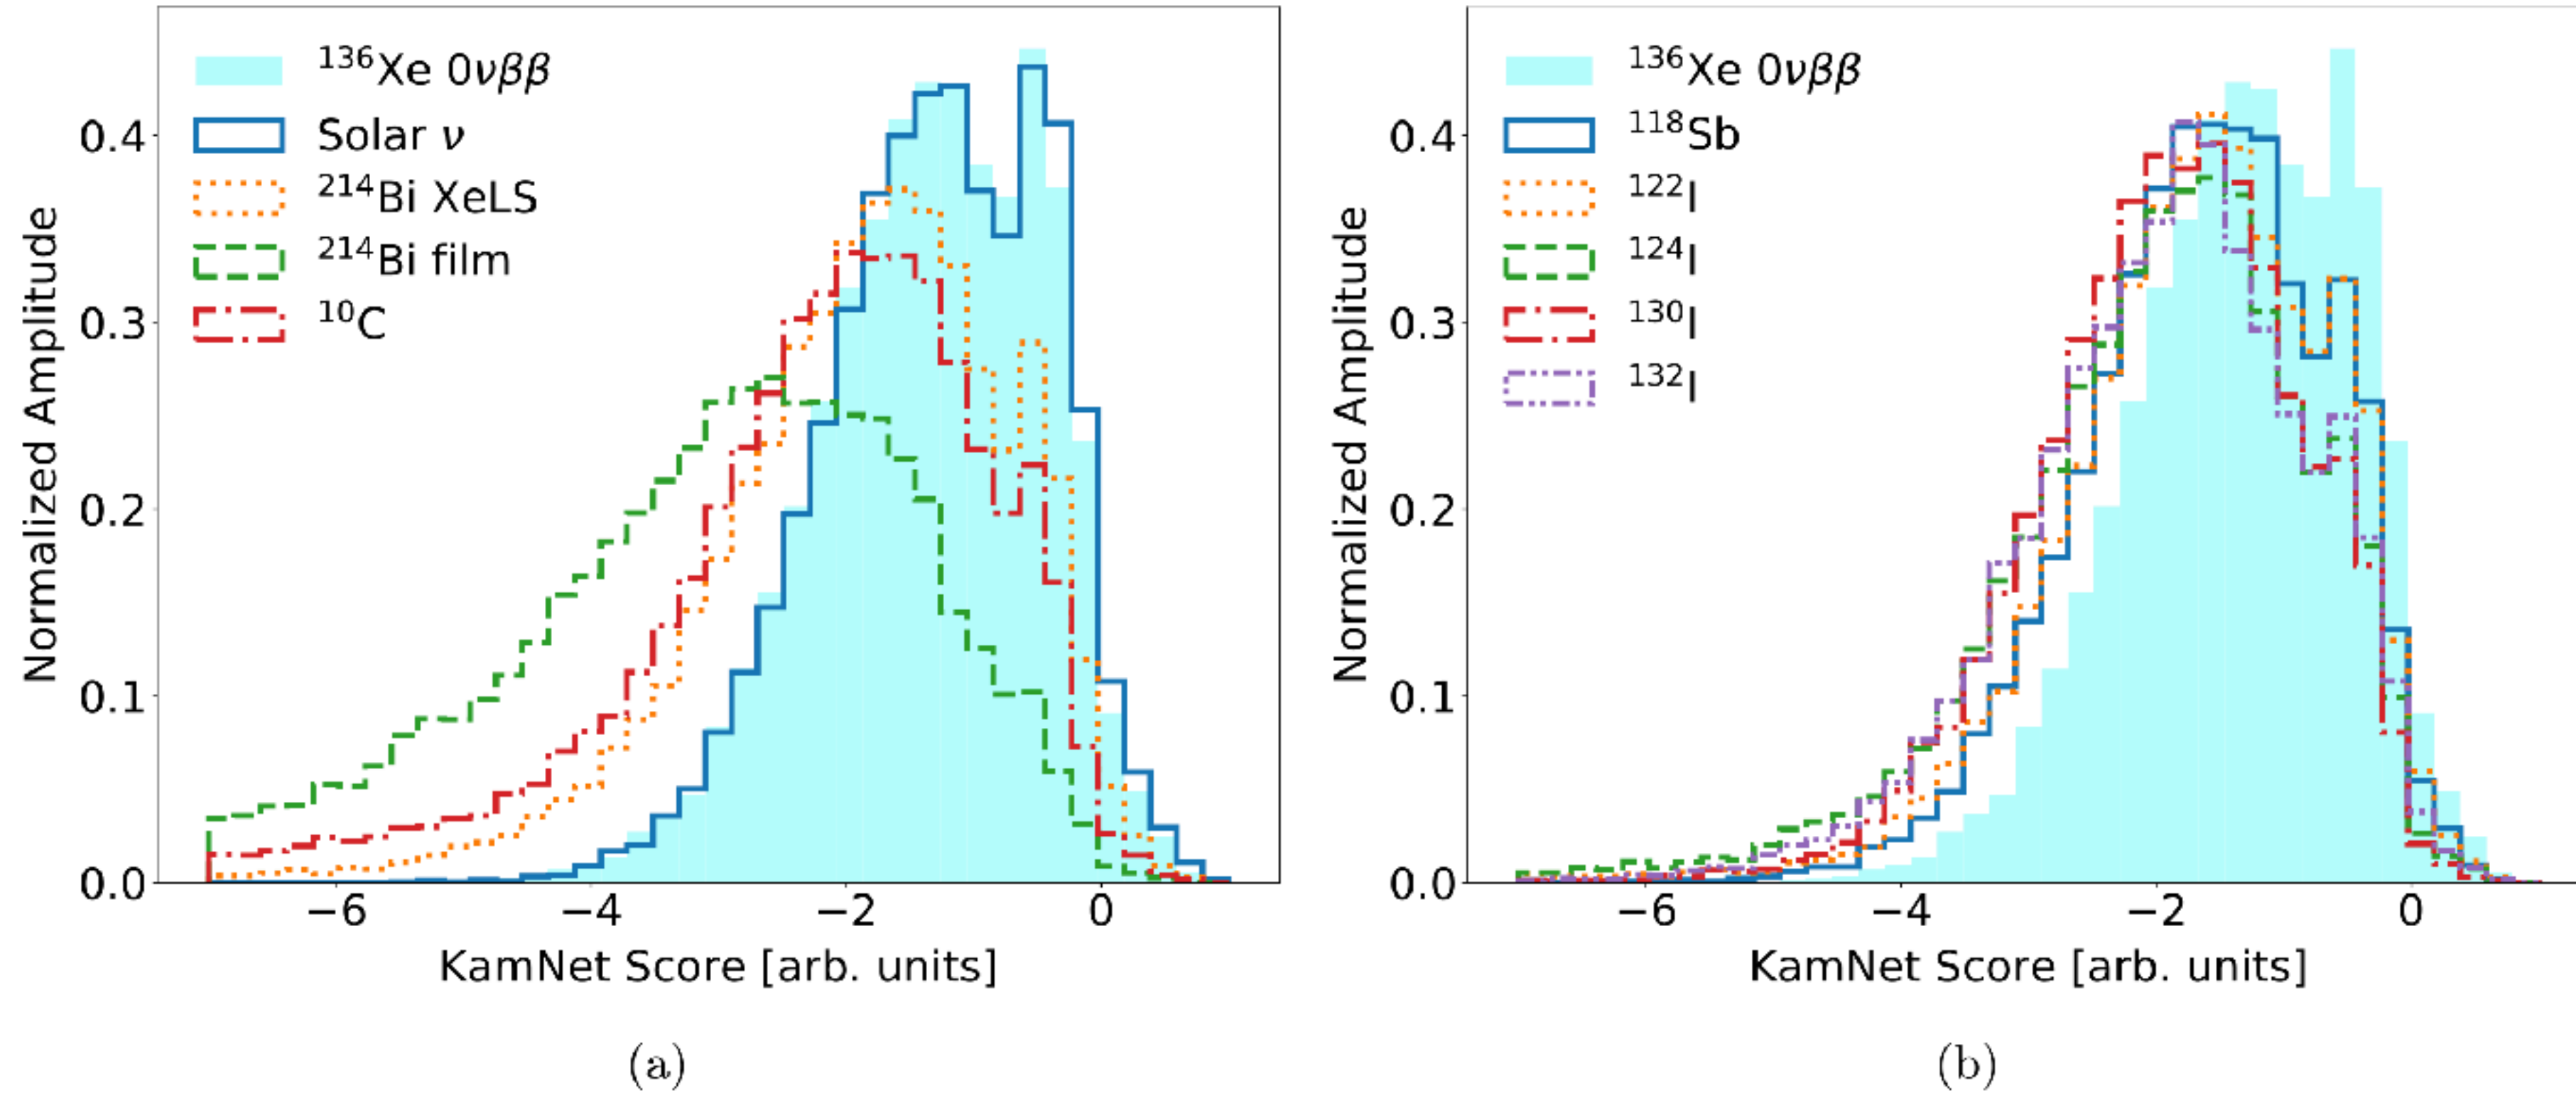 ¹³⁶Xe 0νββ
Solar ν
²¹⁴Bi XeLS
²¹⁴Bi film
¹⁰C
Normalized Amplitude
0.4
0.3
0.2
0.1
0.0
−6 −4 −2 0
KamNet Score [arb. units]
(a)
¹³⁶Xe 0νββ
¹¹⁸Sb
¹²²I
¹²⁴I
¹³⁰I
¹³²I
Normalized Amplitude
0.4
0.3
0.2
0.1
0.0
−6 −4 −2 0
KamNet Score [arb. units]
(b)